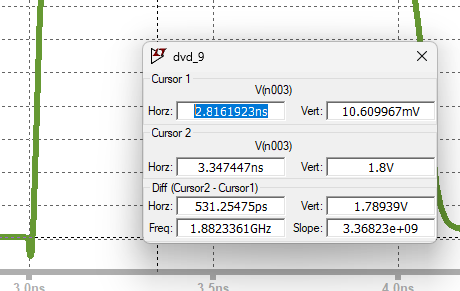 dvd_9
Cursor 1
V(n003)
Horz: 2.8161923ns Vert: 10.609967mV
Cursor 2
V(n003)
Horz: 3.347447ns Vert: 1.8V
Diff (Cursor2 - Cursor1)
Horz: 531.25475ps Vert: 1.78939V
Freq: 1.8823361GHz Slope: 3.36823e+09
3.0ns 3.5ns 4.0ns